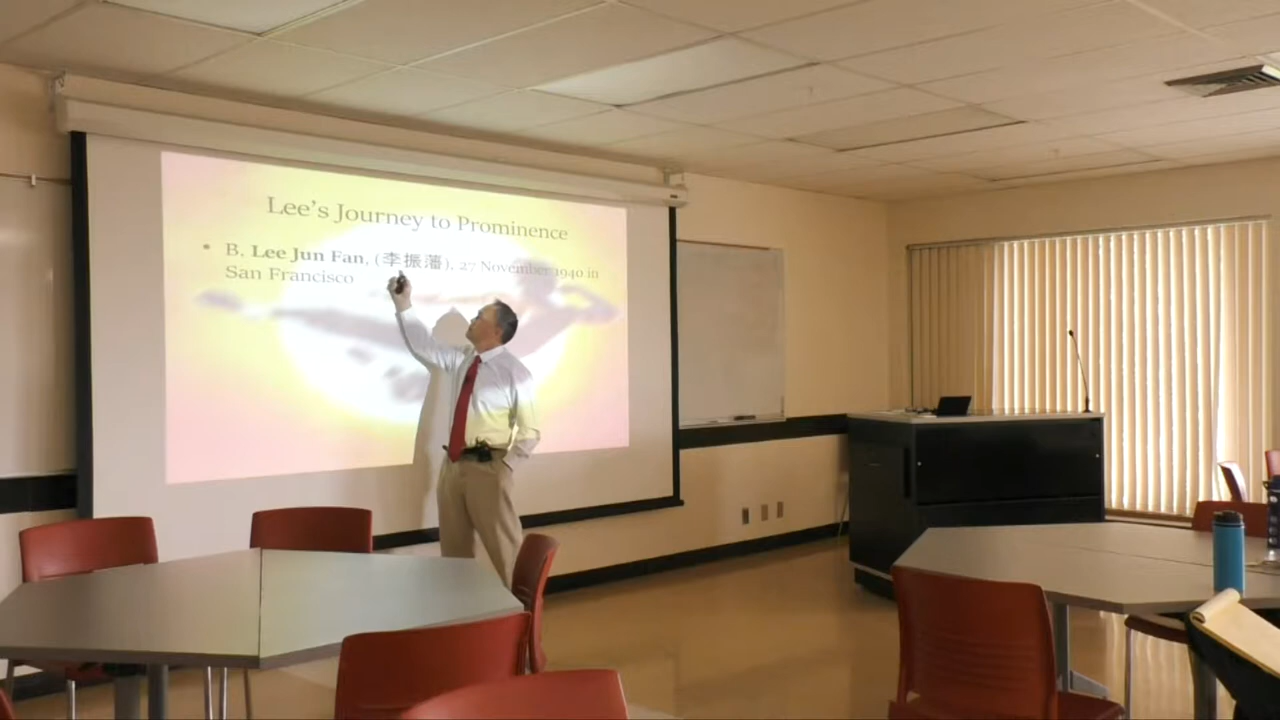 Lee's Journey to Prominence
• B. Lee Jun Fan, (李振藩), 27 November 1940 in
San Francisco